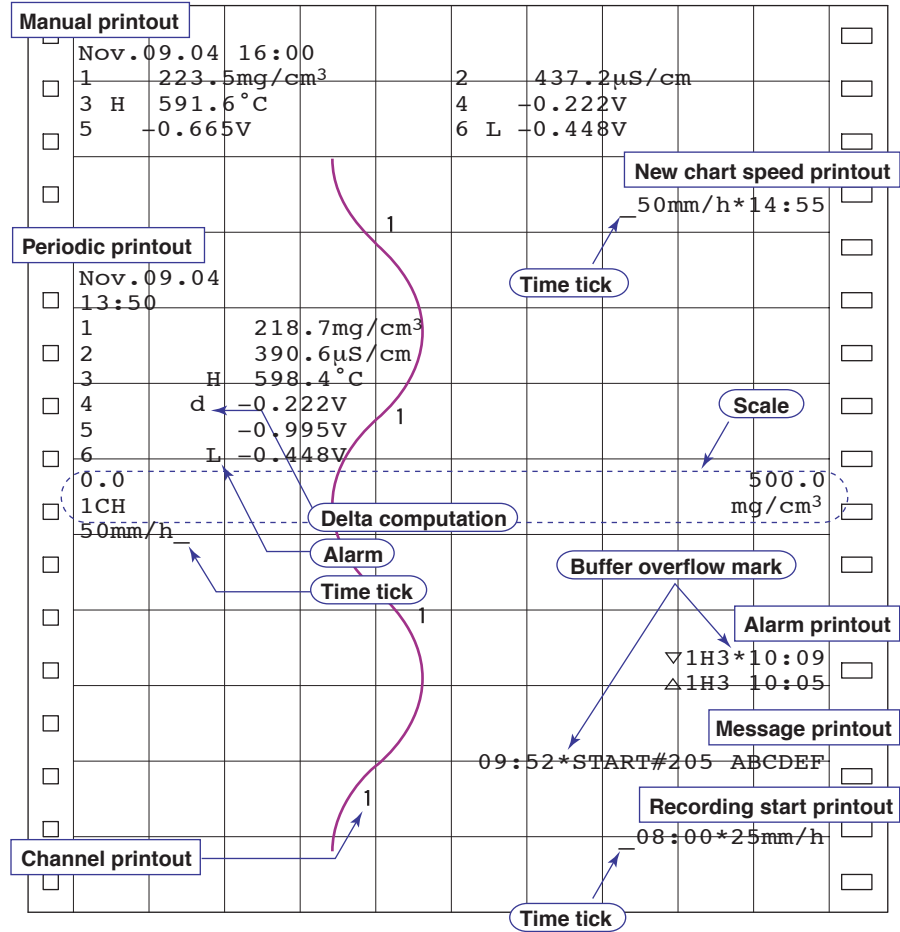 Manual printout
Nov.09.04 16:00
1 223.5mg/cm³ 2 437.2µS/cm
3 H 591.6°C 4 −0.222V
5 −0.665V 6 L −0.448V
New chart speed printout
50mm/h*14:55
1
Time tick
Periodic printout
Nov.09.04
13:50
1 218.7mg/cm³
2 390.6µS/cm
3 H 598.4°C
4 d −0.222V
5 −0.995V
6 L −0.448V
1
Scale
0.0 500.0
1CH mg/cm³
50mm/h_
Delta computation
Alarm
Time tick
Buffer overflow mark
1
Alarm printout
▽1H3*10:09
△1H3 10:05
Message printout
09:52*START#205 ABCDEF
1
Recording start printout
08:00*25mm/h
Channel printout
Time tick